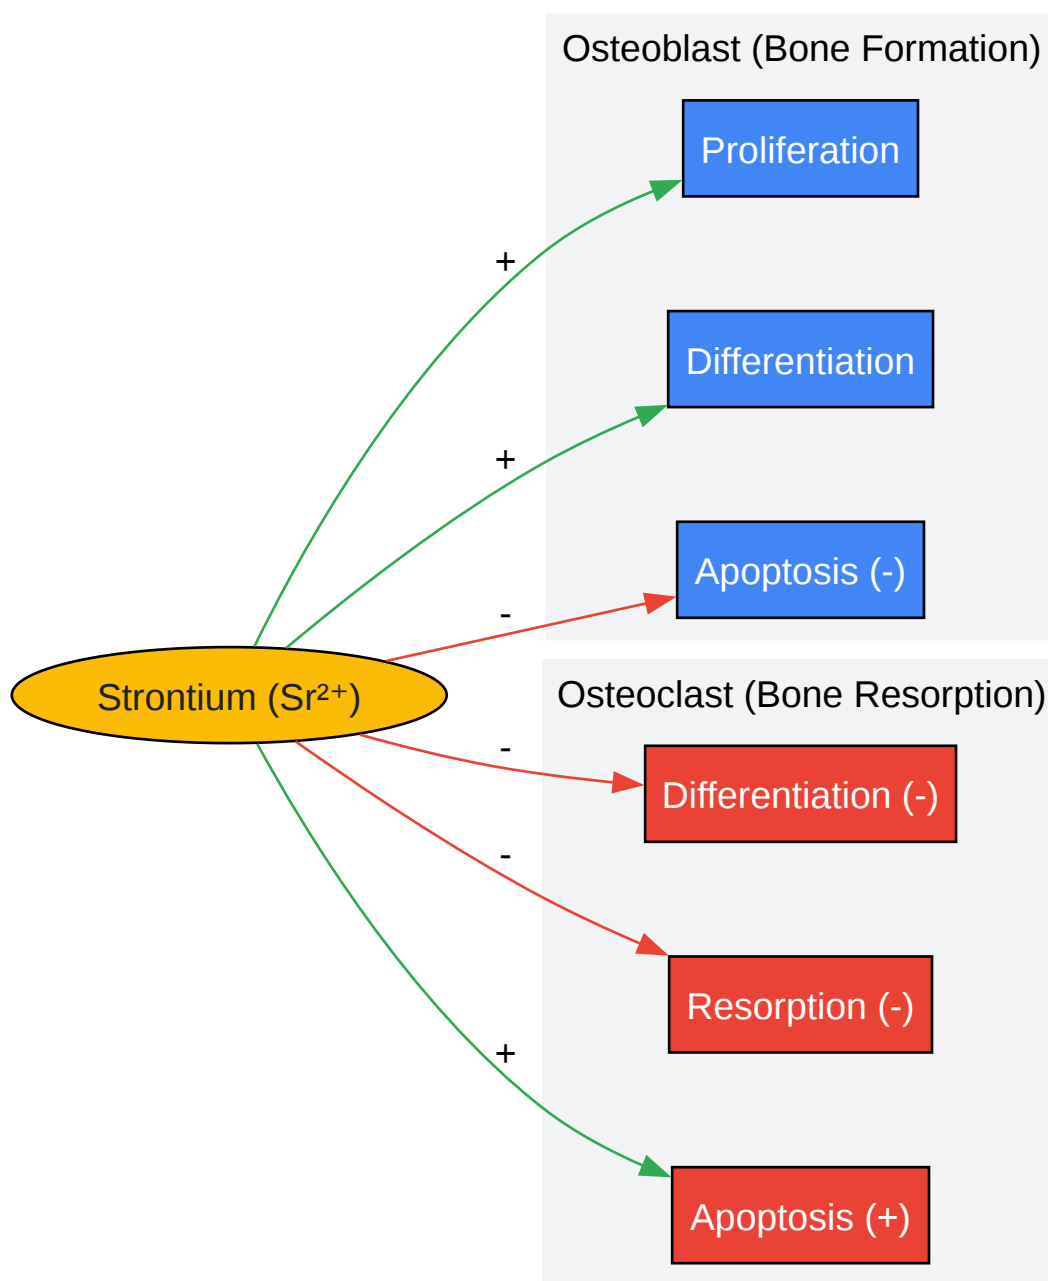 Osteoblast (Bone Formation)
Proliferation
+
Differentiation
+
Apoptosis (-)
-
Strontium (Sr²⁺)
Osteoclast (Bone Resorption)
-
Differentiation (-)
-
Resorption (-)
+
Apoptosis (+)